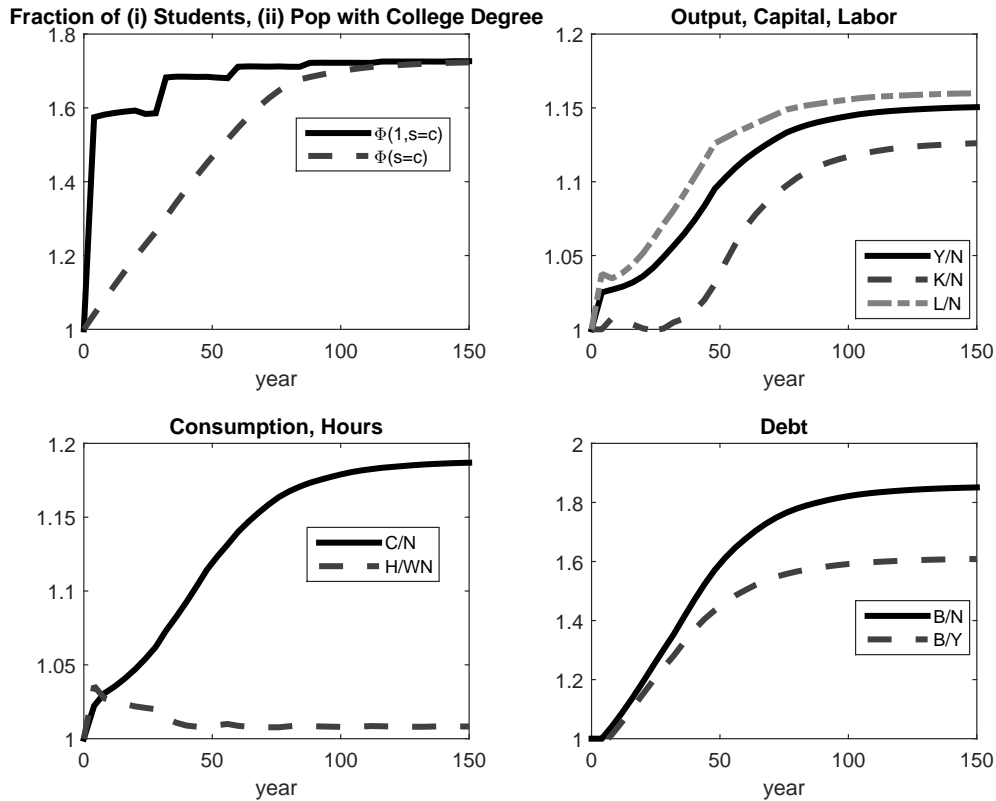 Fraction of (i) Students, (ii) Pop with College Degree
1.8
1.6
1.4
1.2
1
0
50
100
150
year
Φ(1,s=c)
Φ(s=c)
Output, Capital, Labor
1.2
1.15
1.1
1.05
1
0
50
100
150
year
Y/N
K/N
L/N
Consumption, Hours
1.2
1.15
1.1
1.05
1
0
50
100
150
year
C/N
H/WN
Debt
2
1.8
1.6
1.4
1.2
1
0
50
100
150
year
B/N
B/Y